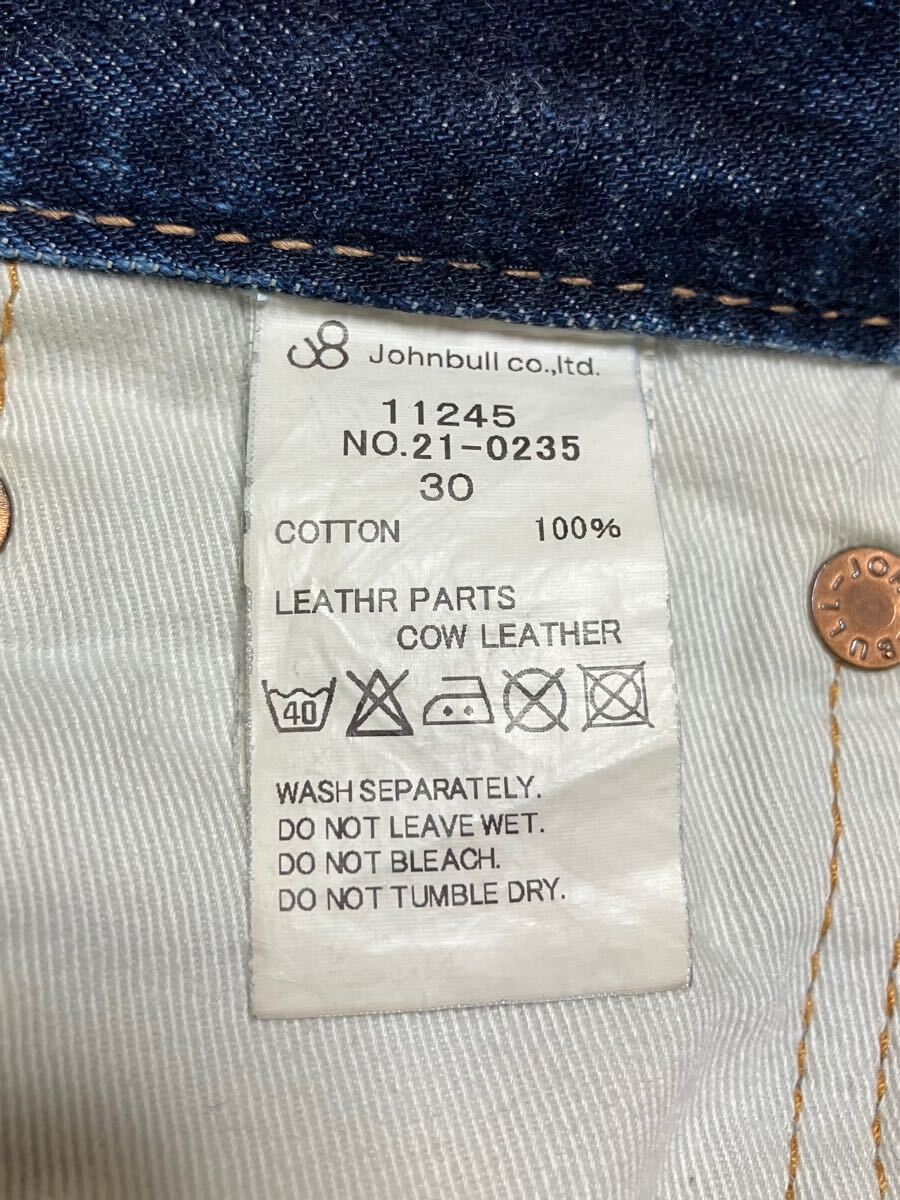 Johnbull co.,ltd.
11245
NO.21-0235
30
COTTON 100%
LEATHR PARTS
COW LEATHER
40
WASH SEPARATELY.
DO NOT LEAVE WET.
DO NOT BLEACH.
DO NOT TUMBLE DRY.